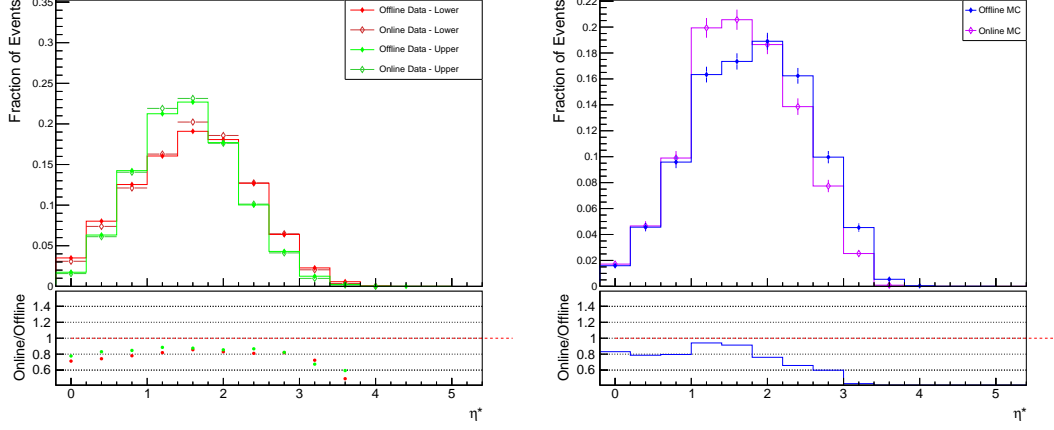 Fraction of Events
0.35
0.3
0.25
0.2
0.15
0.1
0.05
0
Offline Data - Lower
Online Data - Lower
Offline Data - Upper
Online Data - Upper
Online/Offline
1.4
1.2
1
0.8
0.6
0 1 2 3 4 5
η*
Fraction of Events
0.22
0.2
0.18
0.16
0.14
0.12
0.1
0.08
0.06
0.04
0.02
0
Offline MC
Online MC
Online/Offline
1.4
1.2
1
0.8
0.6
0 1 2 3 4 5
η*